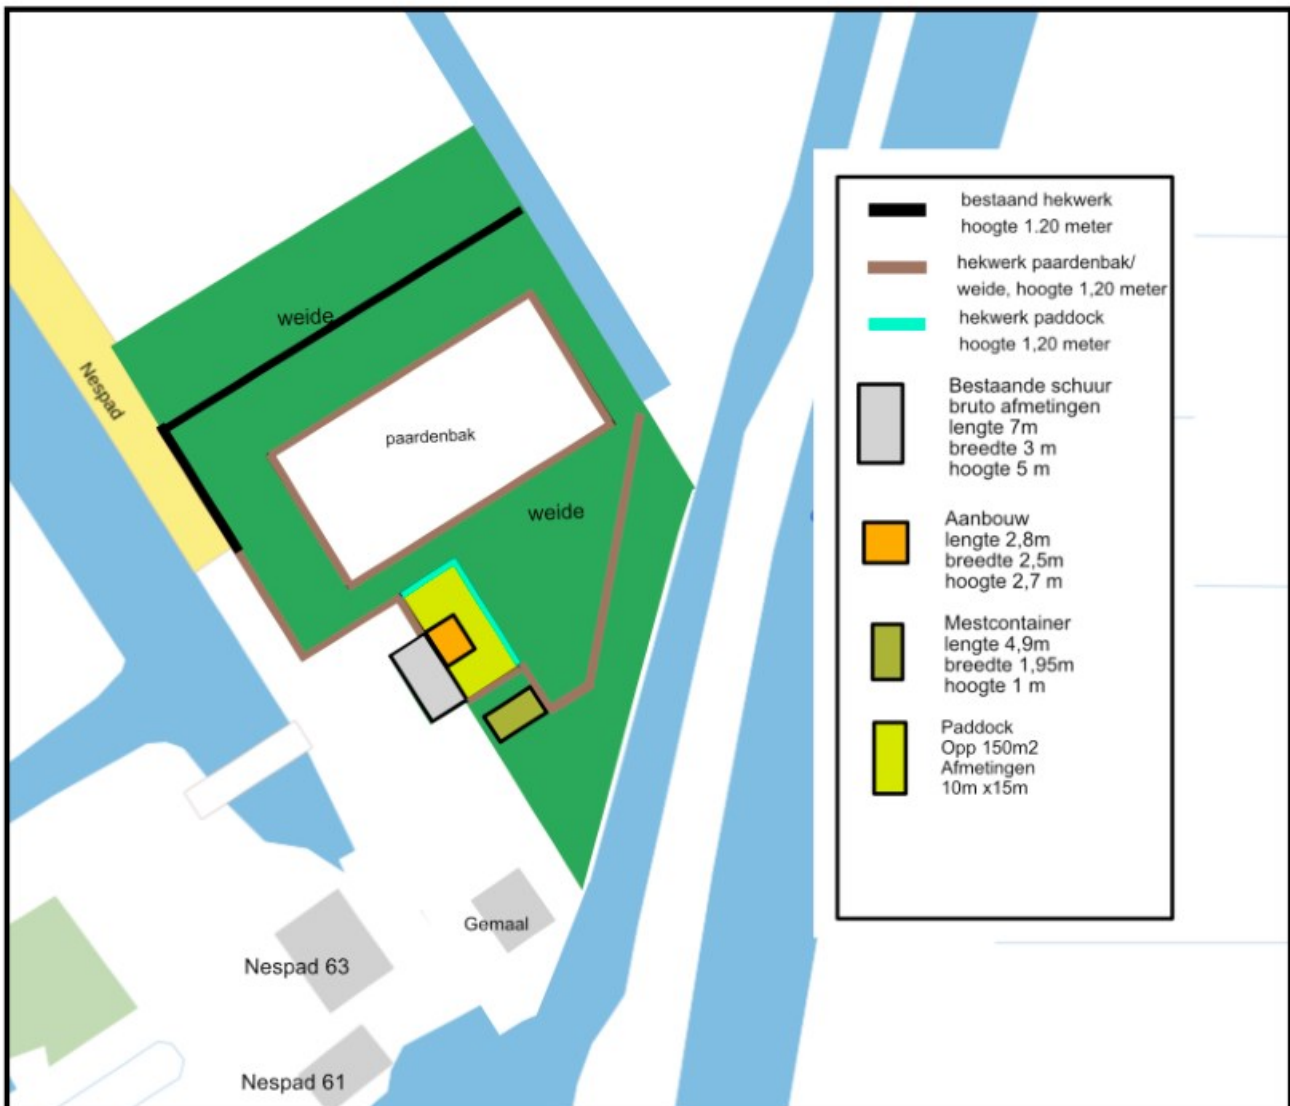 weide
Nespad
paardenbak
weide
Gemaal
Nespad 63
Nespad 61
bestaand hekwerk
hoogte 1.20 meter
hekwerk paardenbak/
weide, hoogte 1,20 meter
hekwerk paddock
hoogte 1,20 meter
Bestaande schuur
bruto afmetingen
lengte 7m
breedte 3 m
hoogte 5 m
Aanbouw
lengte 2,8m
breedte 2,5m
hoogte 2,7 m
Mestcontainer
lengte 4,9m
breedte 1,95m
hoogte 1 m
Paddock
Opp 150m2
Afmetingen
10m x15m